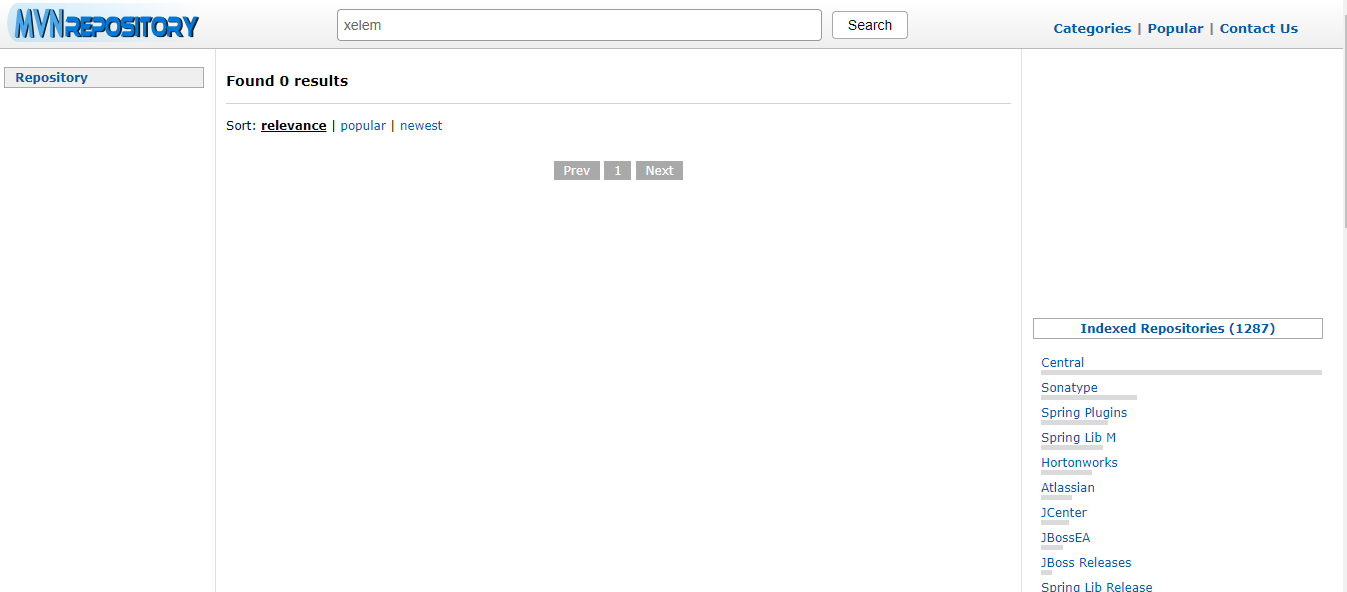 MVNREPOSITORY
xelem
Search
Categories | Popular | Contact Us
Repository
Found 0 results
Sort: relevance | popular | newest
Prev 1 Next
Indexed Repositories (1287)
Central
Sonatype
Spring Plugins
Spring Lib M
Hortonworks
Atlassian
JCenter
JBossEA
JBoss Releases
Spring Lib Release